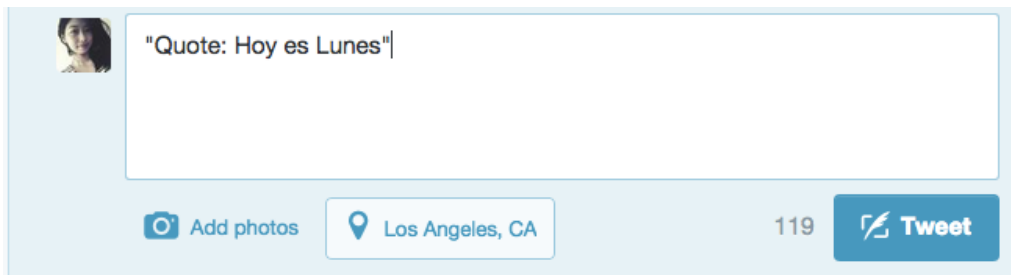 "Quote: Hoy es Lunes"
Add photos
Los Angeles, CA
119
Tweet